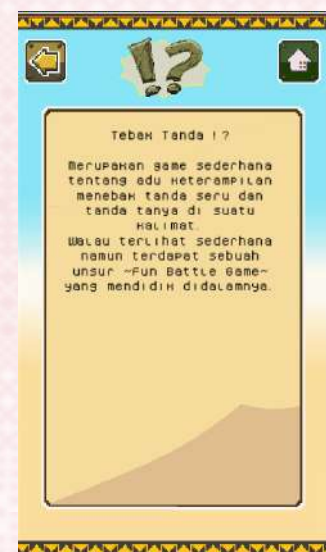 !?
Tebak Tanda ! ?
Merupakan game sederhana
tentang adu keterampilan
menebak tanda seru dan
tanda tanya di suatu
kalimat.
Walau terlihat sederhana
namun terdapat sebuah
unsur ~Fun Battle Game~
yang mendidik didalamnya.